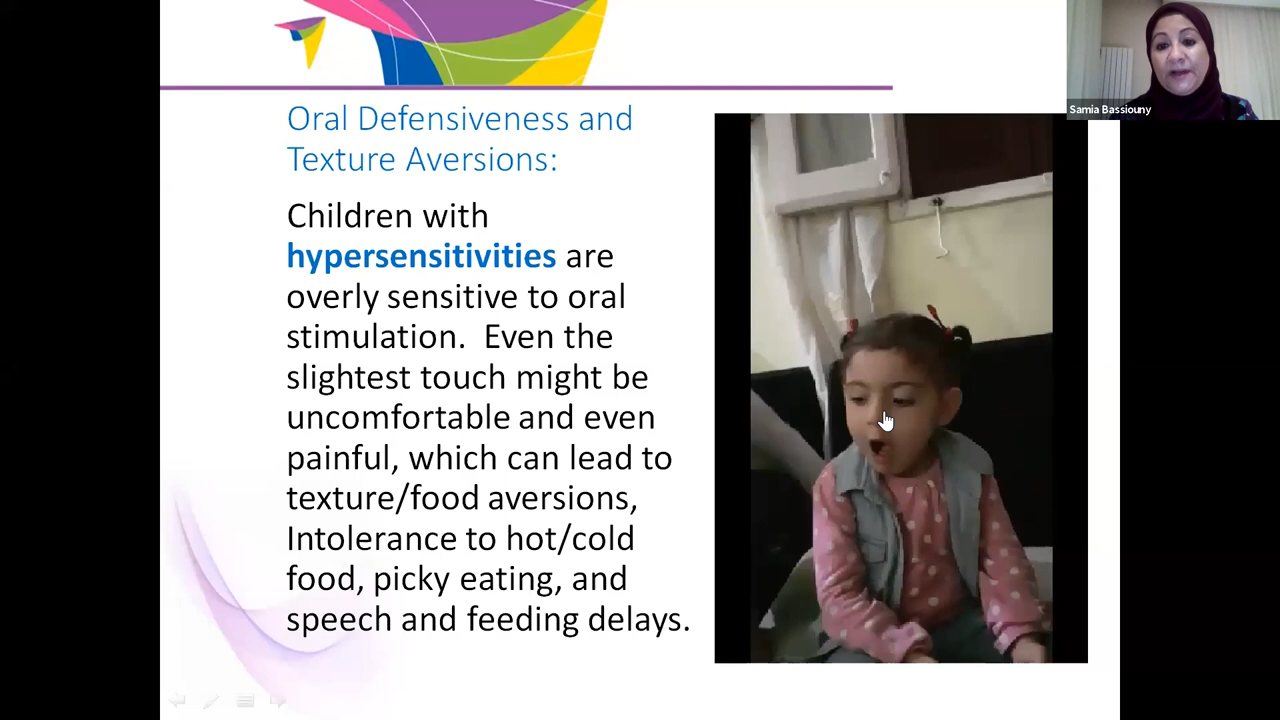 Samia Bassiouny
Oral Defensiveness and
Texture Aversions:
Children with
hypersensitivities are
overly sensitive to oral
stimulation.  Even the
slightest touch might be
uncomfortable and even
painful, which can lead to
texture/food aversions,
Intolerance to hot/cold
food, picky eating, and
speech and feeding delays.